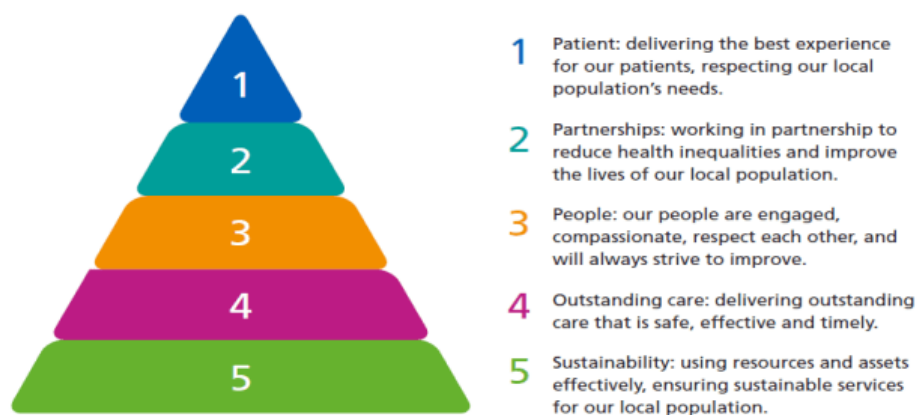 1
2
3
4
5
1 Patient: delivering the best experience
for our patients, respecting our local
population's needs.
2 Partnerships: working in partnership to
reduce health inequalities and improve
the lives of our local population.
3 People: our people are engaged,
compassionate, respect each other, and
will always strive to improve.
4 Outstanding care: delivering outstanding
care that is safe, effective and timely.
5 Sustainability: using resources and assets
effectively, ensuring sustainable services
for our local population.